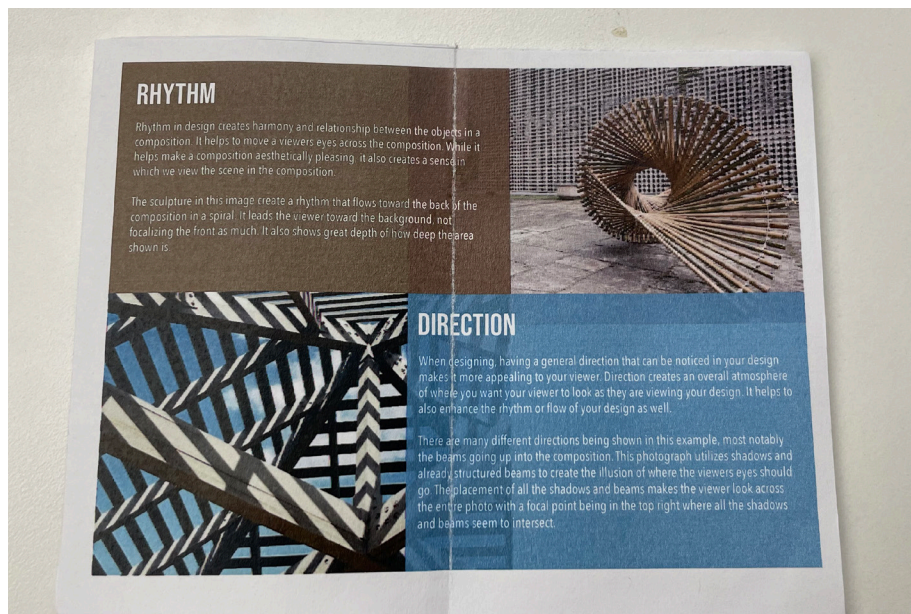 RHYTHM
Rhythm in design creates harmony and relationship between the objects in a
composition. It helps to move a viewers eyes across the composition. While it
helps make a composition aesthetically pleasing, it also creates a sense in
which we view the scene in the composition.
The sculpture in this image create a rhythm that flows toward the back of the
composition in a spiral. It leads the viewer toward the background, not
focalizing the front as much. It also shows great depth of how deep the area
shown is
DIRECTION
When designing, having a general direction that can be noticed in your design
makes it more appealing to your viewer. Direction creates an overall atmosphere
of where you want your viewer to look as they are viewing your design. It helps to
also enhance the rhythm or flow of your design as well.
There are many different directions being shown in this example, most notably
the beams going up into the composition. This photograph utilizes shadows and
already structured beams to create the illusion of where the viewers eyes should
go. The placement of all the shadows and beams makes the viewer look across
the entire photo with a focal point being in the top right where all the shadows
and beams seem to intersect.